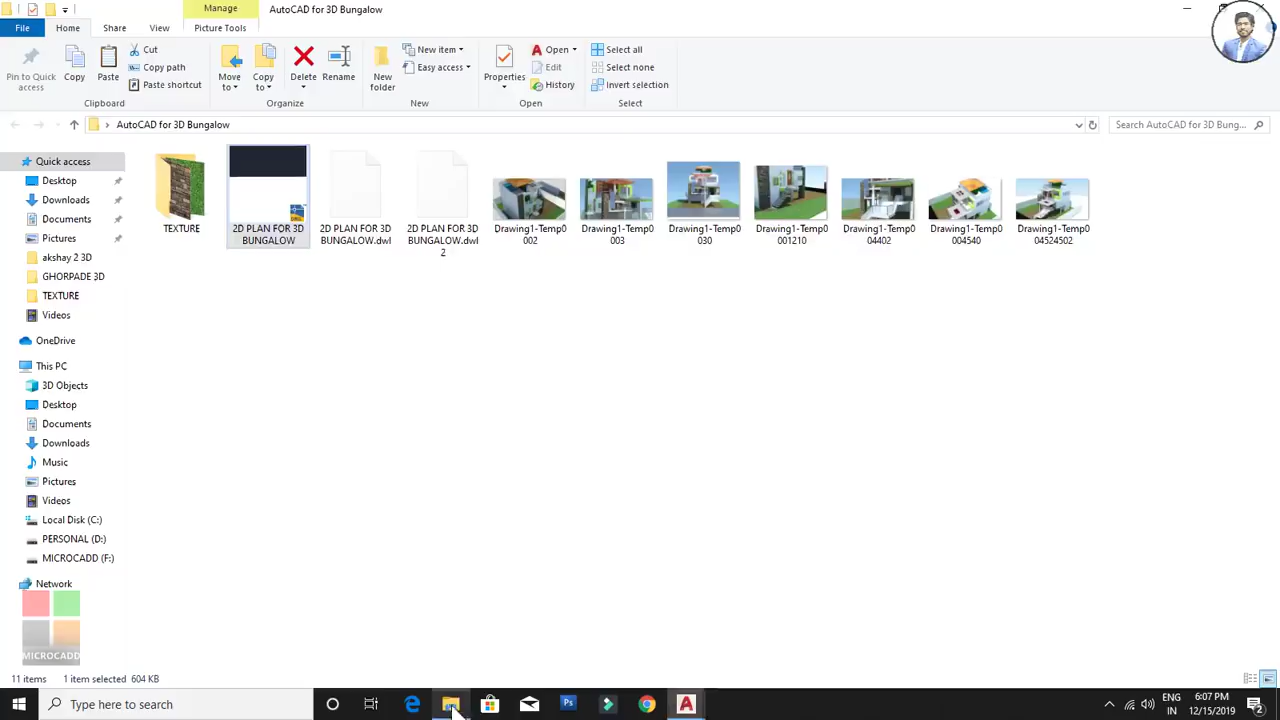 Manage
AutoCAD for 3D Bungalow
File
Home
Share
View
Picture Tools
Pin to Quick
access
Copy
Paste
Cut
Copy path
Paste shortcut
Move
to
Copy
to
Delete
Rename
New
folder
New item
Easy access
Properties
Open
Edit
History
Select all
Select none
Invert selection
Clipboard
Organize
New
Open
Select
AutoCAD for 3D Bungalow
Search AutoCAD for 3D Bung...
Quick access
Desktop
Downloads
Documents
Pictures
akshay 2 3D
GHORPADE 3D
TEXTURE
Videos
OneDrive
This PC
3D Objects
Desktop
Documents
Downloads
Music
Pictures
Videos
Local Disk (C:)
PERSONAL (D:)
MICROCADD (F:)
Network
MICROCADD
TEXTURE
2D PLAN FOR 3D
BUNGALOW
2D PLAN FOR 3D
BUNGALOW.dwl
2D PLAN FOR 3D
BUNGALOW.dwl
2
Drawing1-Temp0
002
Drawing1-Temp0
003
Drawing1-Temp0
030
Drawing1-Temp0
001210
Drawing1-Temp0
04402
Drawing1-Temp0
004540
Drawing1-Temp0
04524502
11 items
1 item selected 604 KB
Type here to search
Ps
A
ENG
IN
6:07 PM
12/15/2019
2